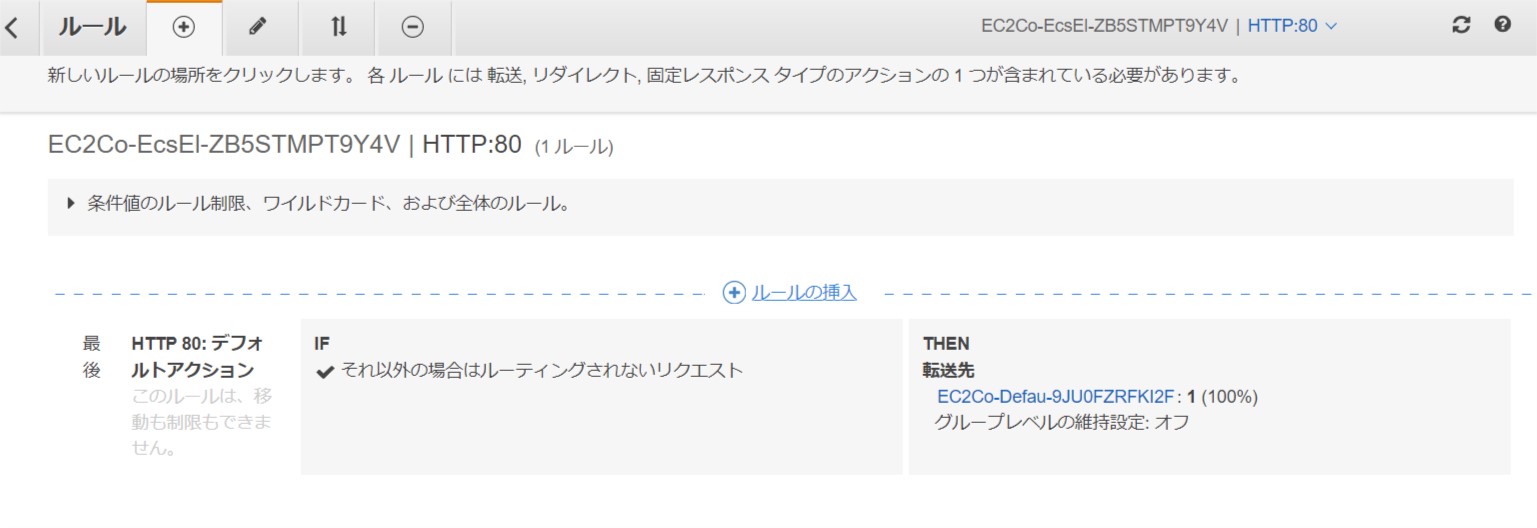 ルール
EC2Co-EcsEl-ZB5STMPT9Y4V | HTTP:80
新しいルールの場所をクリックします。 各 ルール には 転送, リダイレクト, 固定レスポンス タイプのアクションの 1 つが含まれている必要があります。
EC2Co-EcsEl-ZB5STMPT9Y4V | HTTP:80 (1 ルール)
条件値のルール制限、ワイルドカード、および全体のルール。
ルールの挿入
最
後
HTTP 80: デフォ
ルトアクション
このルールは、移
動も制限もできま
せん。
IF
それ以外の場合はルーティングされないリクエスト
THEN
転送先
EC2Co-Defau-9JU0FZRFKI2F: 1 (100%)
グループレベルの維持設定: オフ